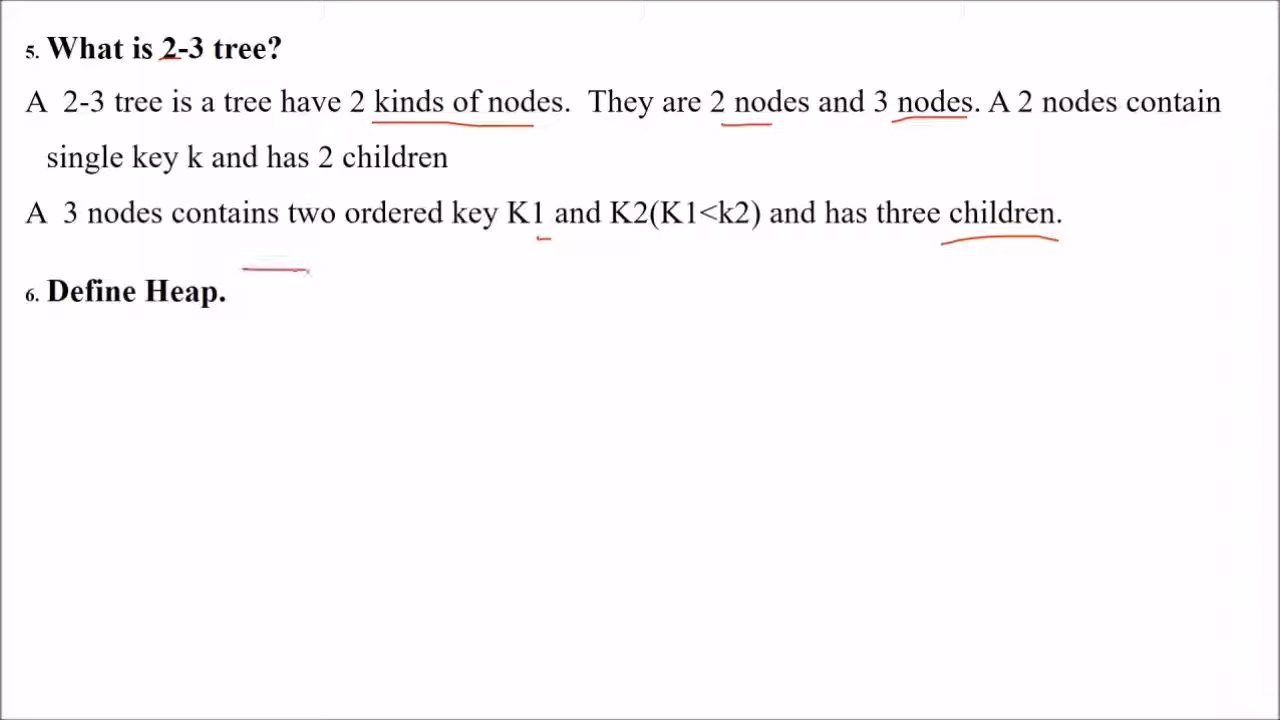 5. What is 2-3 tree?
A 2-3 tree is a tree have 2 kinds of nodes. They are 2 nodes and 3 nodes. A 2 nodes contain
single key k and has 2 children
A 3 nodes contains two ordered key K1 and K2(K1<k2) and has three children.
6. Define Heap.